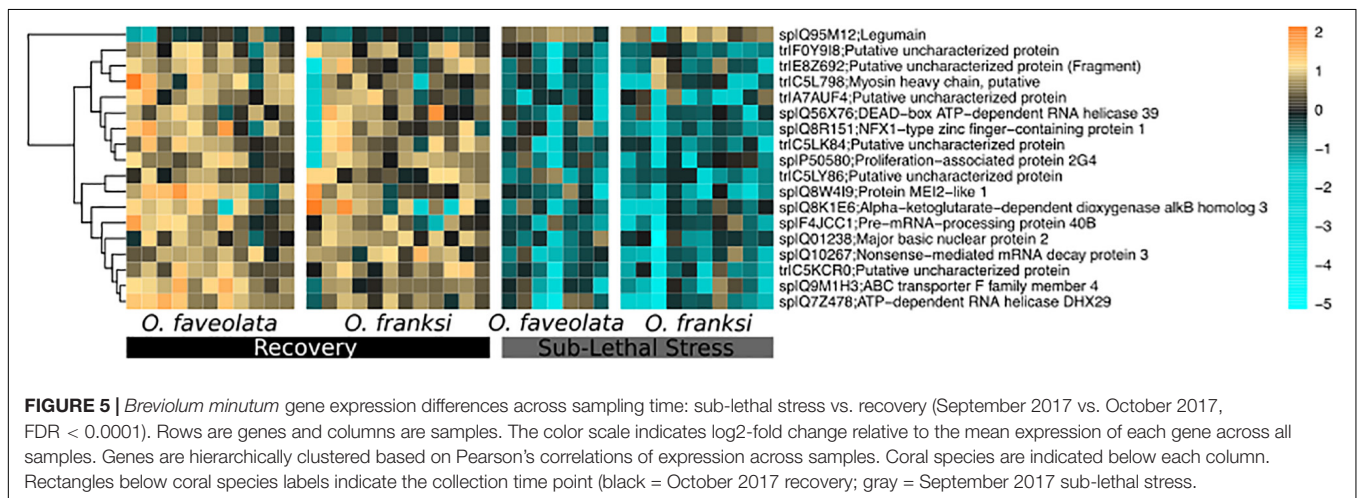 sp|Q95M12;Legumain
tr|F0Y9I8;Putative uncharacterized protein
tr|E8Z692;Putative uncharacterized protein (Fragment)
tr|C5L798;Myosin heavy chain, putative
tr|A7AUF4;Putative uncharacterized protein
sp|Q56X76;DEAD-box ATP-dependent RNA helicase 39
sp|Q8R151;NFX1-type zinc finger-containing protein 1
tr|C5LK84;Putative uncharacterized protein
sp|P50580;Proliferation-associated protein 2G4
tr|C5LY86;Putative uncharacterized protein
sp|Q8W4I9;Protein MEI2-like 1
sp|Q8K1E6;Alpha-ketoglutarate-dependent dioxygenase alkB homolog 3
sp|F4JCC1;Pre-mRNA-processing protein 40B
sp|Q01238;Major basic nuclear protein 2
sp|Q10267;Nonsense-mediated mRNA decay protein 3
tr|C5KCR0;Putative uncharacterized protein
sp|Q9M1H3;ABC transporter F family member 4
sp|Q7Z478;ATP-dependent RNA helicase DHX29
2
1
0
−1
−2
−3
−4
−5
O. faveolata O. franksi O. faveolata O. franksi
Recovery Sub-Lethal Stress
FIGURE 5 | Breviolum minutum gene expression differences across sampling time: sub-lethal stress vs. recovery (September 2017 vs. October 2017,
FDR < 0.0001). Rows are genes and columns are samples. The color scale indicates log2-fold change relative to the mean expression of each gene across all
samples. Genes are hierarchically clustered based on Pearson's correlations of expression across samples. Coral species are indicated below each column.
Rectangles below coral species labels indicate the collection time point (black = October 2017 recovery; gray = September 2017 sub-lethal stress.